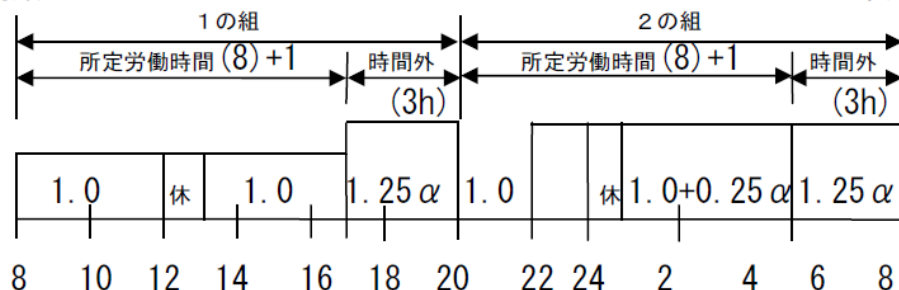 1の組 2の組
所定労働時間(8)+1 時間外 所定労働時間(8)+1 時間外
(3h) (3h)
1.0 休 1.0 1.25α 1.0 休 1.0+0.25α 1.25α
8 10 12 14 16 18 20 22 24 2 4 6 8